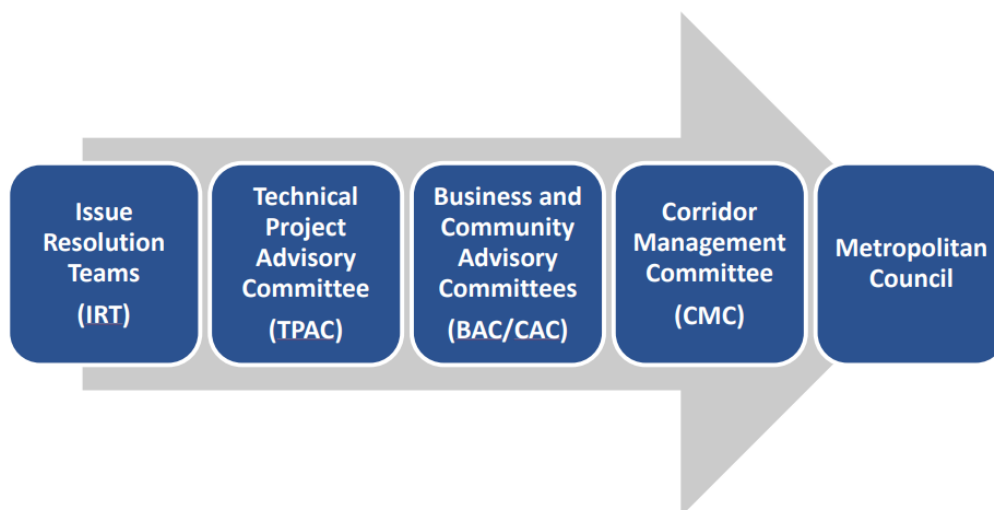 Issue
Resolution
Teams
(IRT)
Technical
Project
Advisory
Committee
(TPAC)
Business and
Community
Advisory
Committees
(BAC/CAC)
Corridor
Management
Committee
(CMC)
Metropolitan
Council